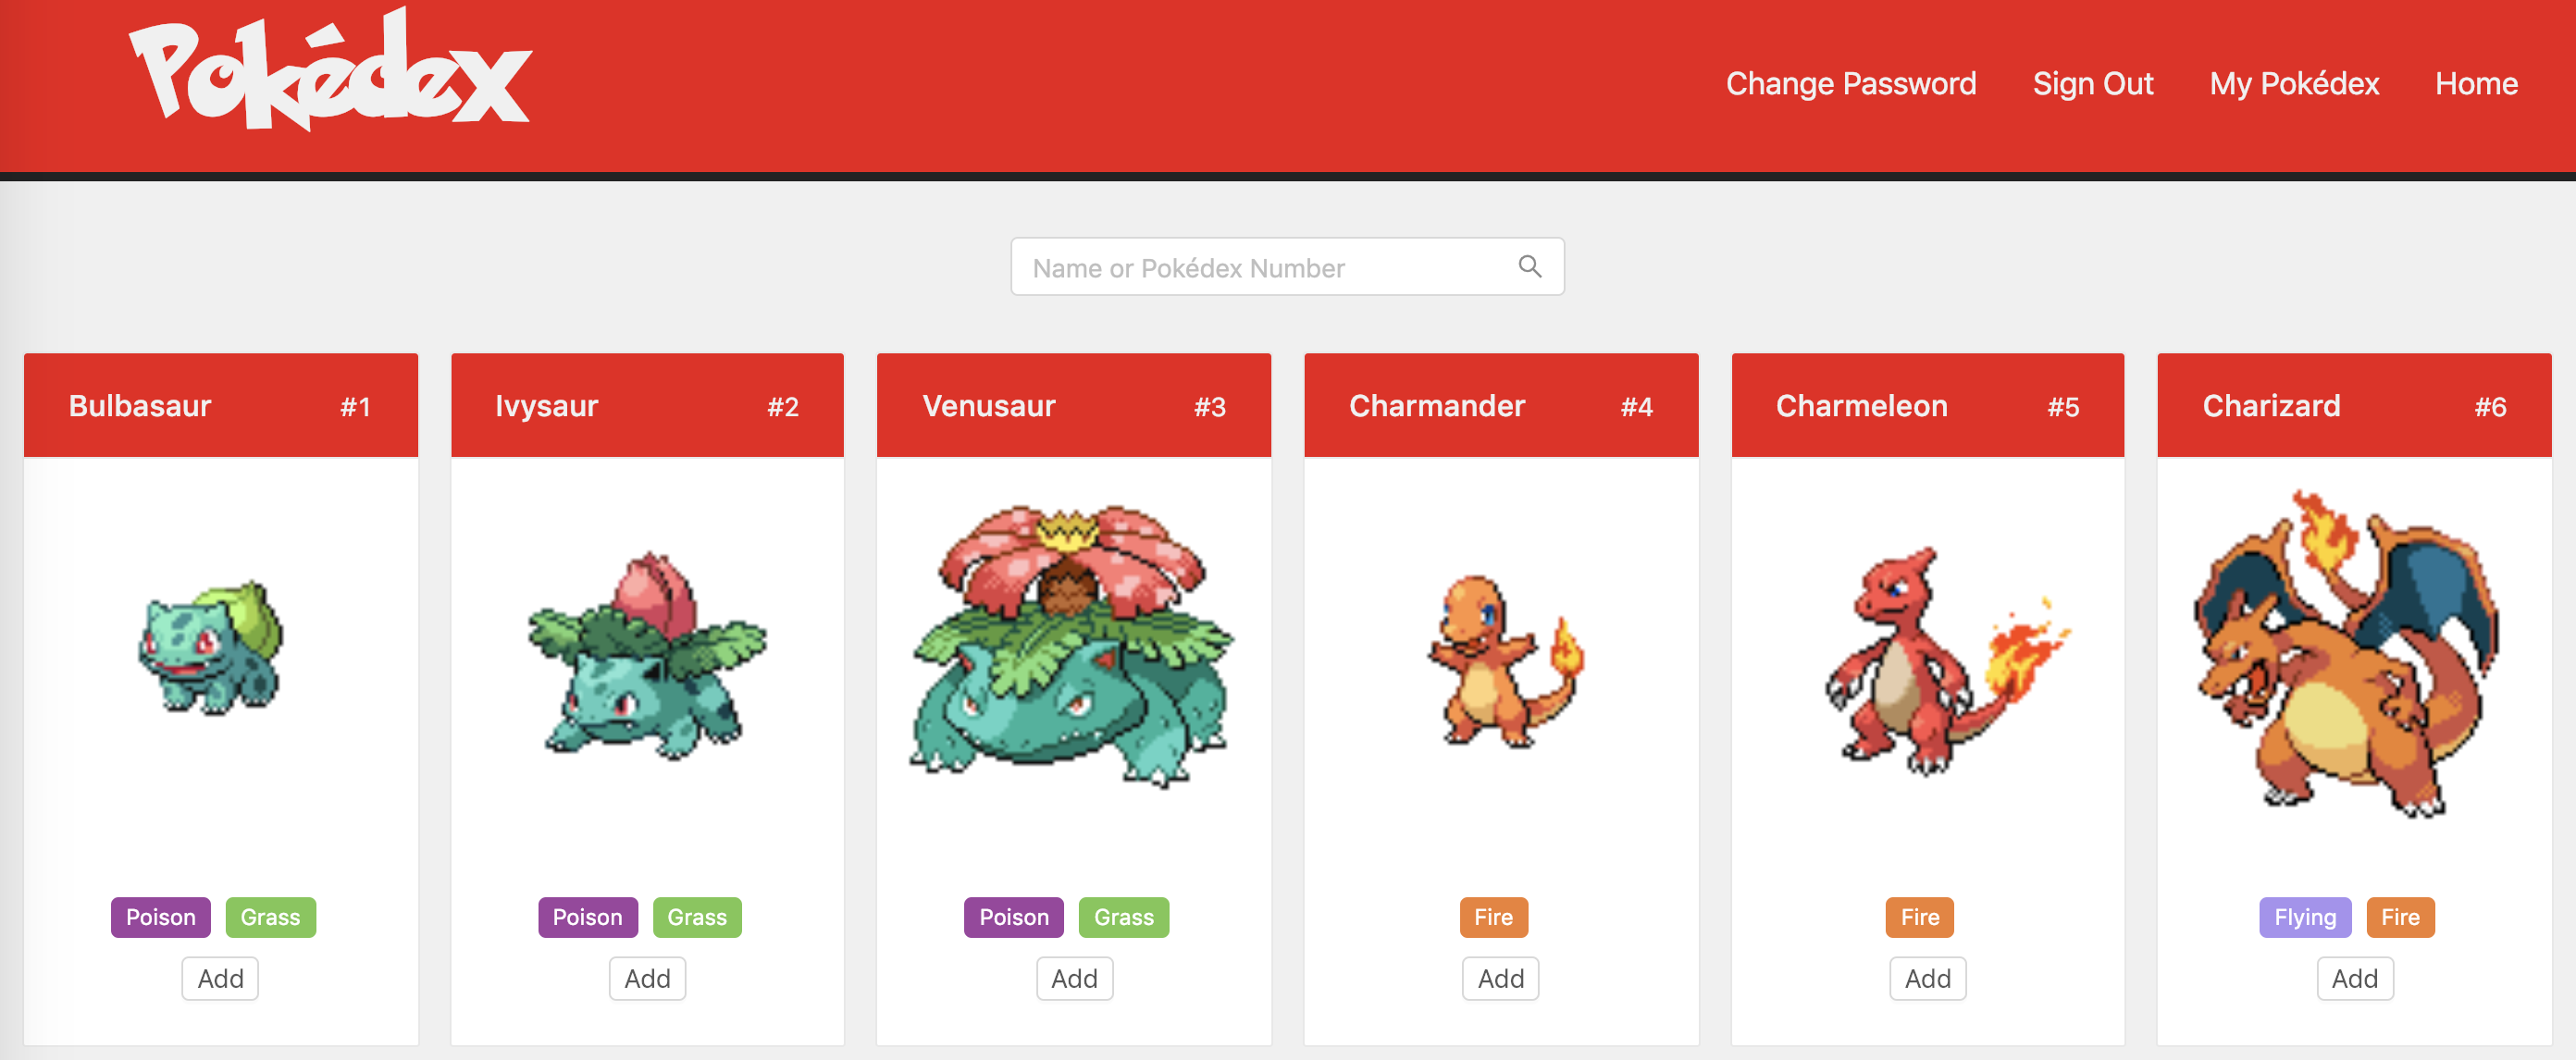 Pokédex
Change Password Sign Out My Pokédex Home
Name or Pokédex Number
Bulbasaur #1
Poison Grass
Add
Ivysaur #2
Poison Grass
Add
Venusaur #3
Poison Grass
Add
Charmander #4
Fire
Add
Charmeleon #5
Fire
Add
Charizard #6
Flying Fire
Add